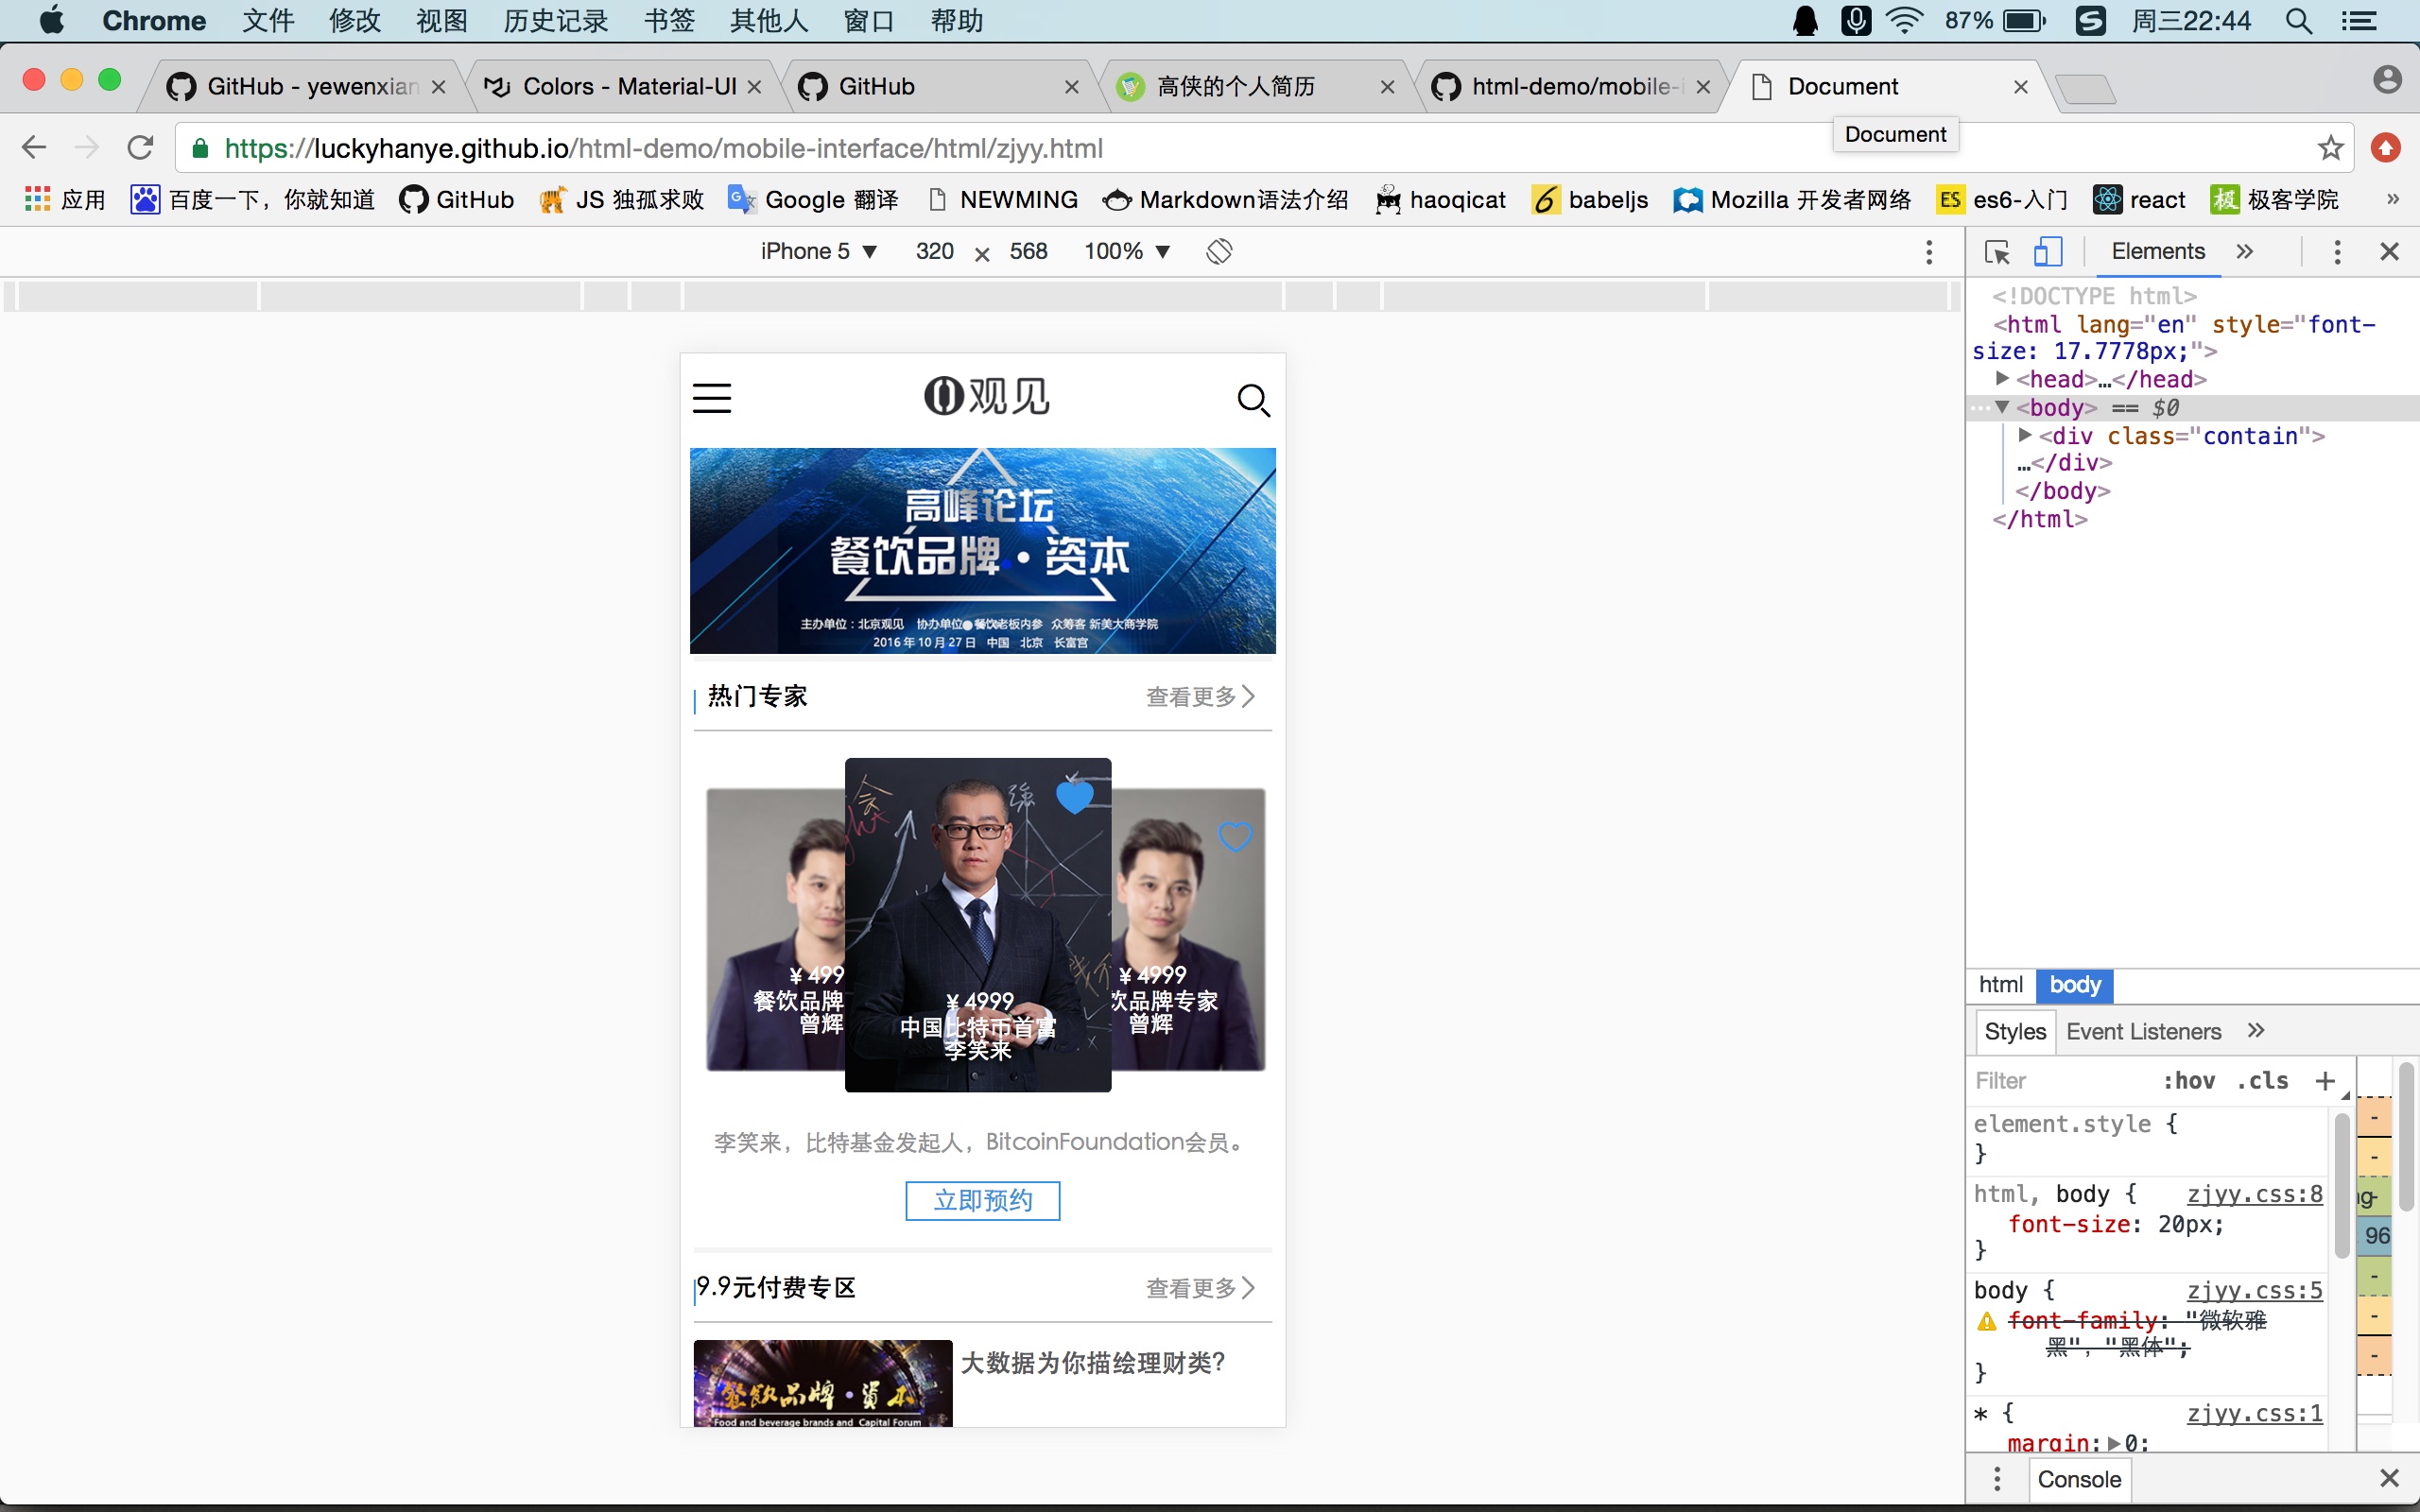 Chrome 文件 修改 视图 历史记录 书签 其他人 窗口 帮助 87% 周三22:44
GitHub - yewenxian Colors - Material-UI GitHub 高侠的个人简历 html-demo/mobile-i Document
https://luckyhanye.github.io/html-demo/mobile-interface/html/zjyy.html
Document
应用 百度一下，你就知道 GitHub JS 独孤求败 Google 翻译 NEWMING Markdown语法介绍 haoqicat babeljs Mozilla 开发者网络 ES es6-入门 react 极 极客学院 »
iPhone 5 ▼ 320 × 568 100% ▼
观见
高峰论坛
餐饮品牌·资本
主办单位：北京观见 协办单位：餐饮老板内参 众筹客 新美大商学院
2016 年 10 月 27 日 中国 北京 长富宫
热门专家 查看更多
¥ 499
餐饮品牌
曾辉
¥ 4999
中国比特币首富
李笑来
¥ 4999
饮品牌专家
曾辉
李笑来，比特基金发起人，BitcoinFoundation会员。
立即预约
9.9元付费专区 查看更多
餐饮品牌·資本
Food and beverage brands and Capital Forum
大数据为你描绘理财类?
Elements »
<!DOCTYPE html>
<html lang="en" style="font-
size: 17.7778px;">
▶<head>…</head>
…▼<body> == $0
▶<div class="contain">
…</div>
</body>
</html>
html body
Styles Event Listeners »
Filter :hov .cls +
element.style {
}
html, body { zjyy.css:8
font-size: 20px;
}
body { zjyy.css:5
font-family: "微软雅
黑", "黑体";
}
* { zjyy.css:1
margin:▶0;
-
-
ng-
96
-
-
-
Console